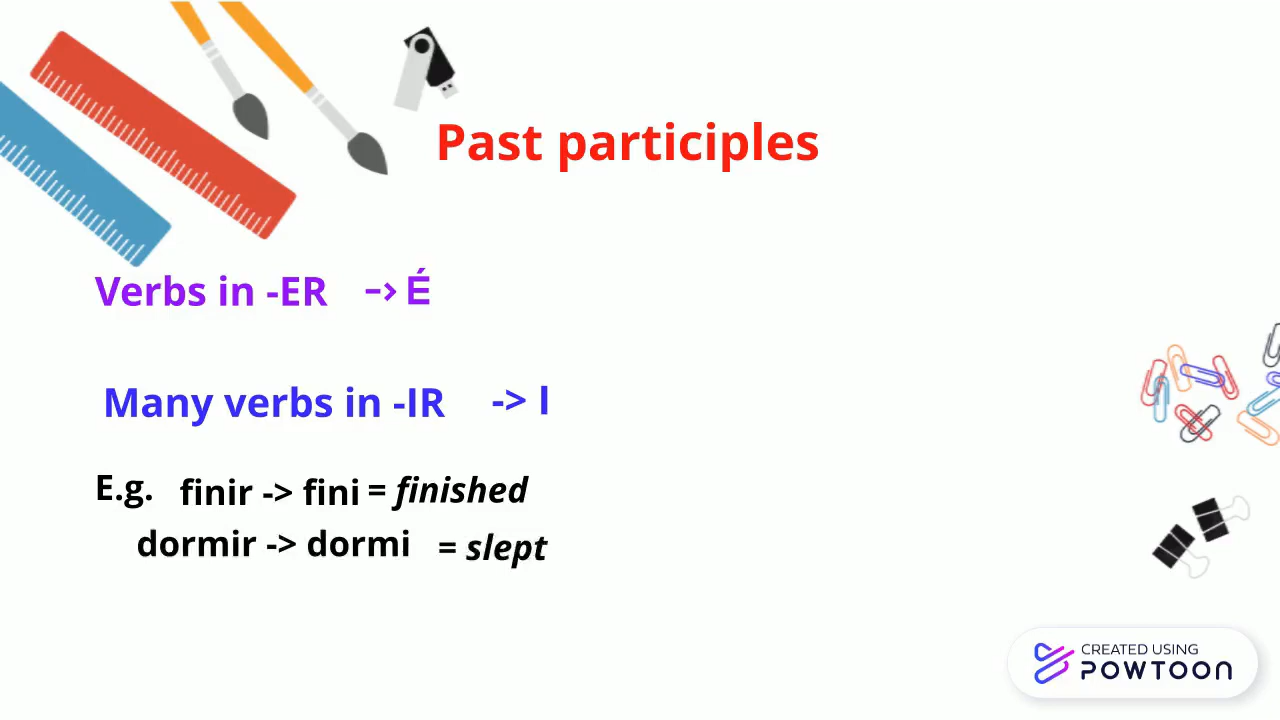 Past participles
Verbs in -ER -> É
Many verbs in -IR -> I
E.g. finir -> fini = finished
dormir -> dormi = slept
CREATED USING
POWTOON